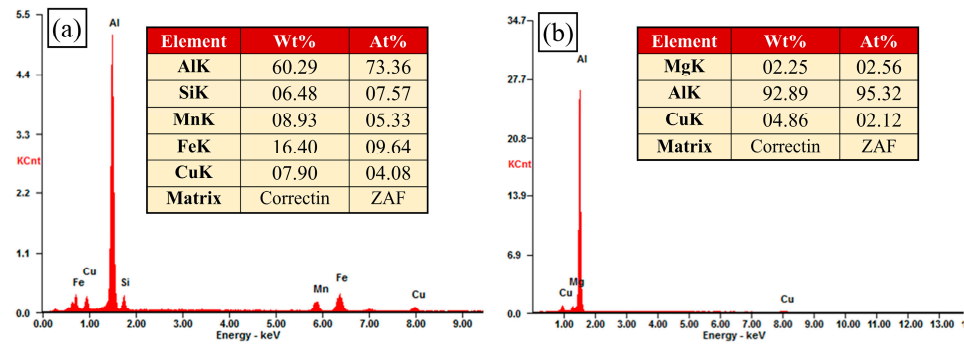 (a)
5.5
4.4
3.3
KCnt
2.2
1.1
0.0
Al
Fe
Cu
Si
Mn
Fe
Cu
0.00 1.00 2.00 3.00 4.00 5.00 6.00 7.00 8.00 9.00
Energy - keV
Element Wt% At%
AlK 60.29 73.36
SiK 06.48 07.57
MnK 08.93 05.33
FeK 16.40 09.64
CuK 07.90 04.08
Matrix Correctin ZAF
(b)
34.7
27.7
20.8
KCnt
13.9
6.9
0.0
Al
Cu
Mg
Cu
1.00 2.00 3.00 4.00 5.00 6.00 7.00 8.00 9.00 10.00 11.00 12.00 13.00
Energy - keV
Element Wt% At%
MgK 02.25 02.56
AlK 92.89 95.32
CuK 04.86 02.12
Matrix Correctin ZAF